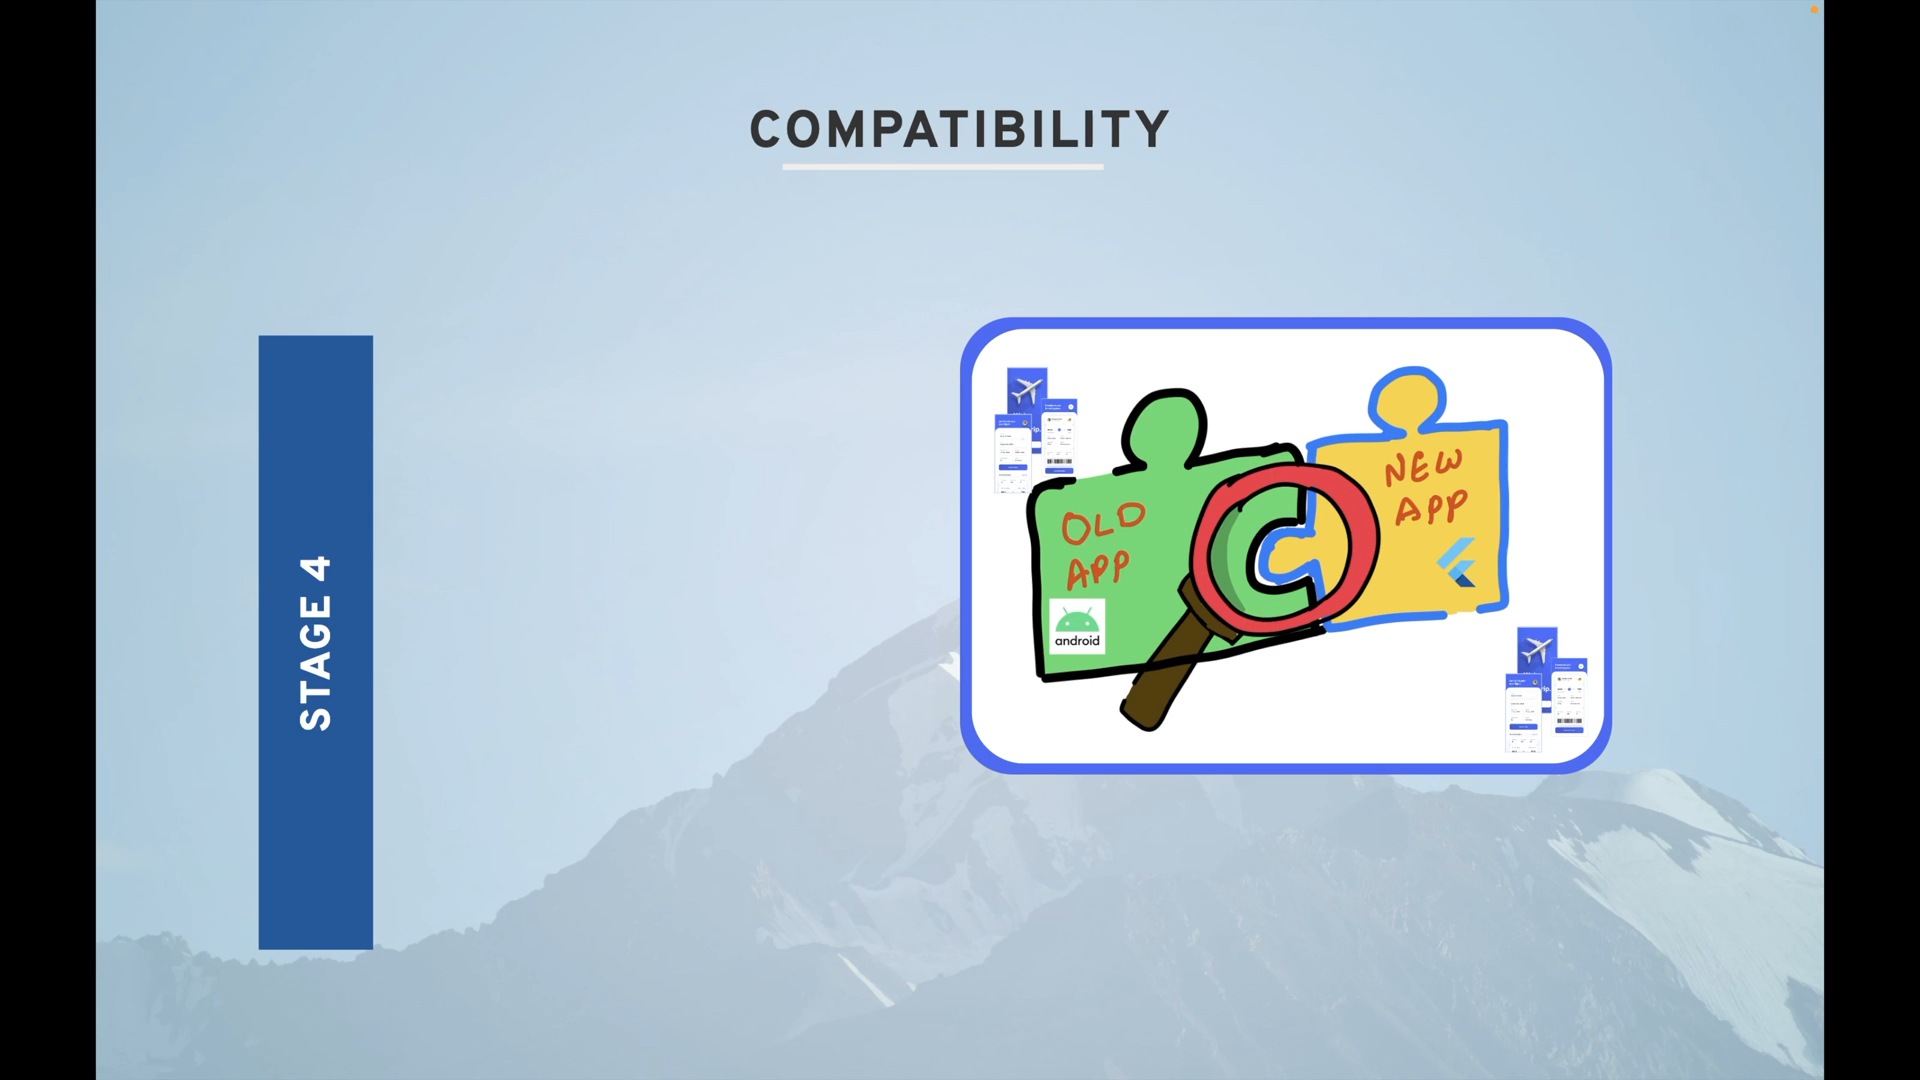 COMPATIBILITY
STAGE 4
OLD
APP
android
NEW
APP